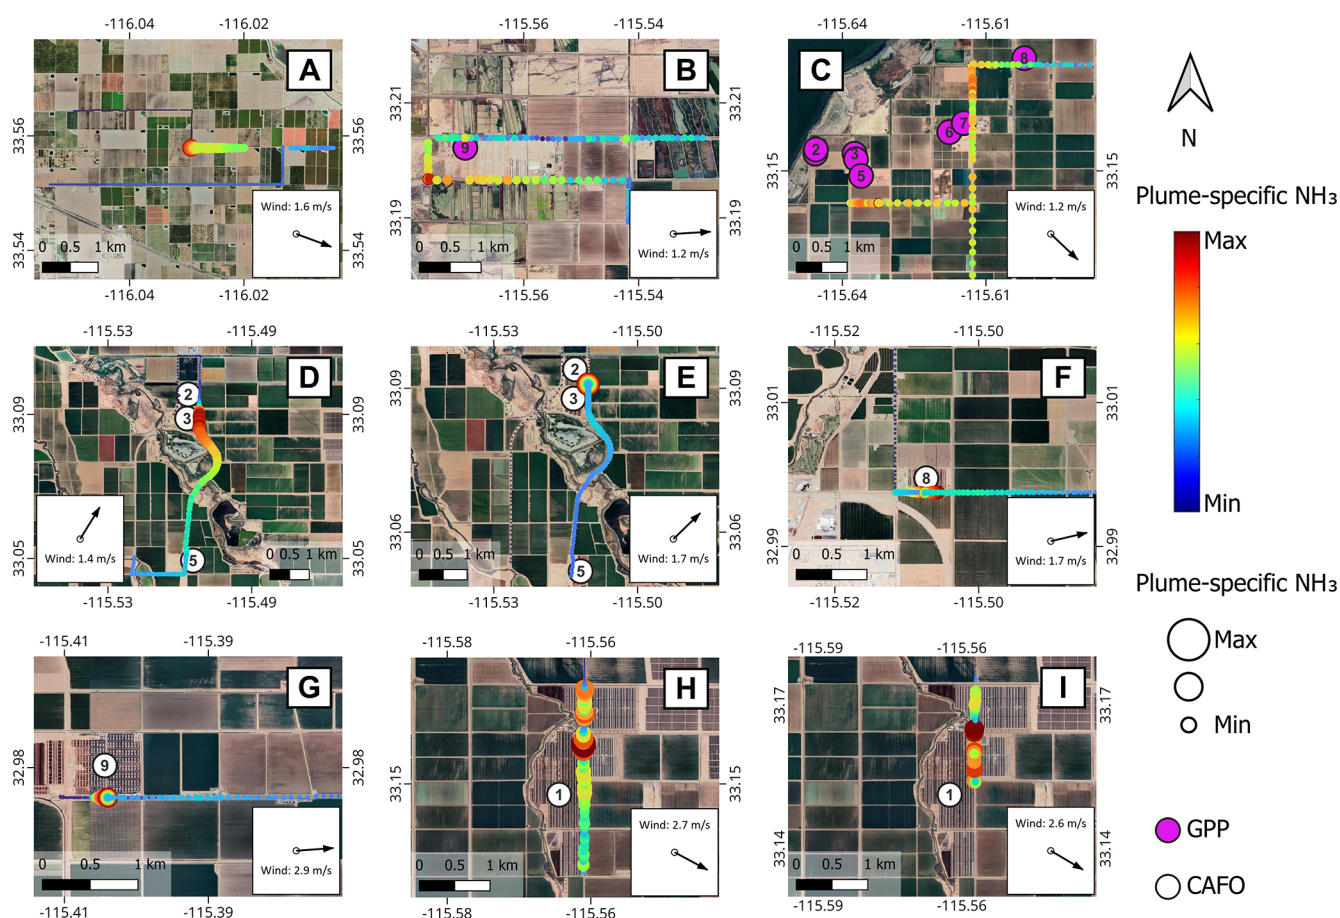 -116.04 -116.02
A
33.56
33.54
33.56
33.54
Wind: 1.6 m/s
0 0.5 1 km
-116.04 -116.02
-115.56 -115.54
B
33.21
33.19
9
Wind: 1.2 m/s
0 0.5 1 km
-115.56 -115.54
-115.64 -115.61
C
8
7
6
2
3
5
33.15
33.15
Wind: 1.2 m/s
0 0.5 1 km
-115.64 -115.61
N
Plume-specific NH₃
Max
Min
-115.53 -115.49
D
2
3
5
33.09
33.05
33.09
33.05
Wind: 1.4 m/s
0 0.5 1 km
-115.53 -115.49
-115.53 -115.50
E
2
3
5
33.09
33.06
33.09
33.06
Wind: 1.7 m/s
0 0.5 1 km
-115.53 -115.50
-115.52 -115.50
F
8
33.01
32.99
33.01
32.99
Wind: 1.7 m/s
0 0.5 1 km
-115.52 -115.50
Plume-specific NH₃
Max
Min
-115.41 -115.39
G
9
32.98
32.98
Wind: 2.9 m/s
0 0.5 1 km
-115.41 -115.39
-115.58 -115.56
H
1
33.15
33.15
Wind: 2.7 m/s
0 0.5 1 km
-115.58 -115.56
-115.59 -115.56
I
1
33.17
33.14
33.17
33.14
Wind: 2.6 m/s
0 0.5 1 km
-115.59 -115.56
GPP
CAFO